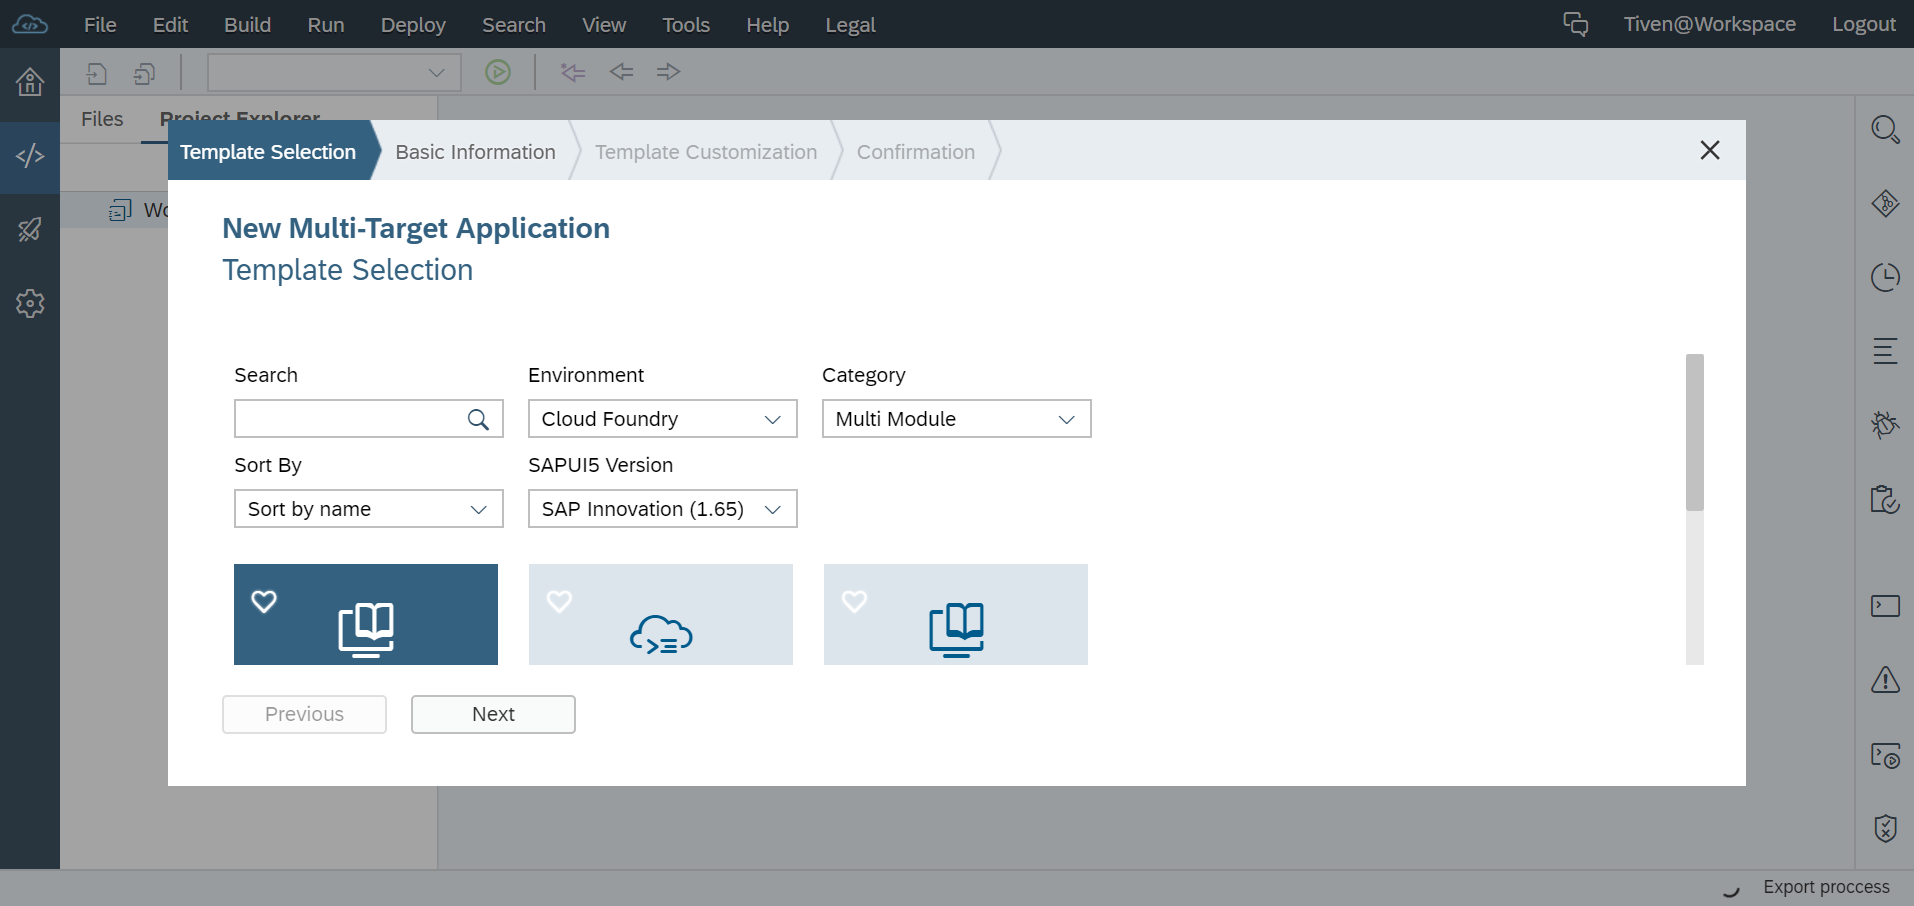 File Edit Build Run Deploy Search View Tools Help Legal Tiven@Workspace Logout
Files Project Explorer
Template Selection Basic Information Template Customization Confirmation
Wo
New Multi-Target Application
Template Selection
Search Environment Category
Cloud Foundry Multi Module
Sort By SAPUI5 Version
Sort by name SAP Innovation (1.65)
Previous Next
Export proccess